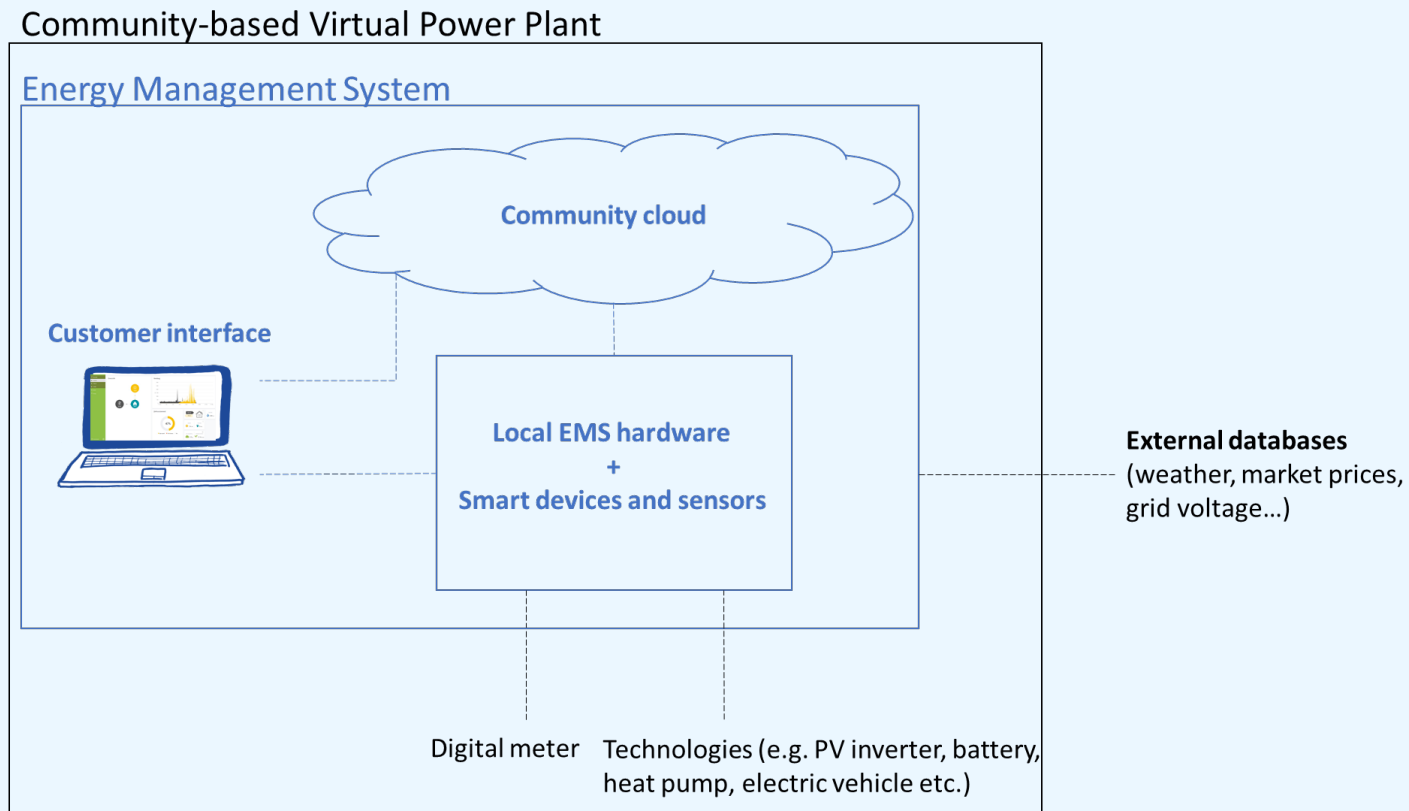 Community-based Virtual Power Plant
Energy Management System
Community cloud
Customer interface
Local EMS hardware
+
Smart devices and sensors
External databases
(weather, market prices,
grid voltage...)
Digital meter
Technologies (e.g. PV inverter, battery,
heat pump, electric vehicle etc.)